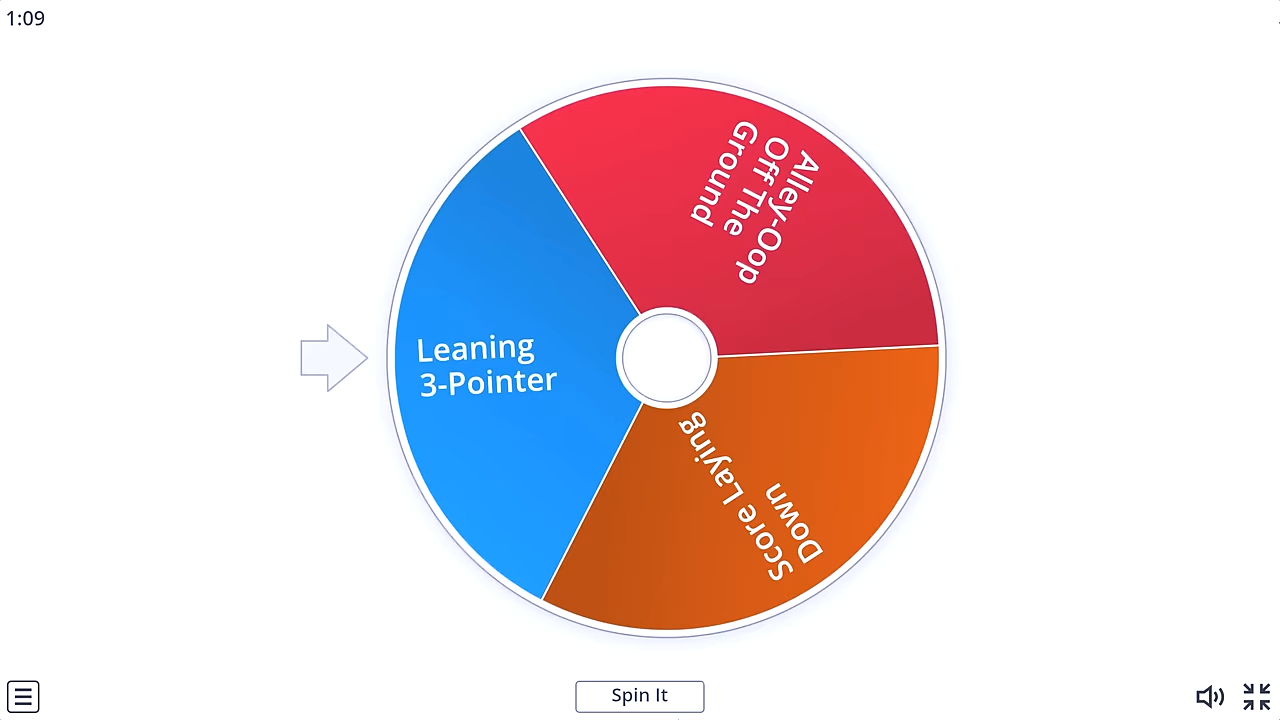 1:09
Alley-Oop
Off The
Ground
Leaning
3-Pointer
Score Laying
Down
Spin It